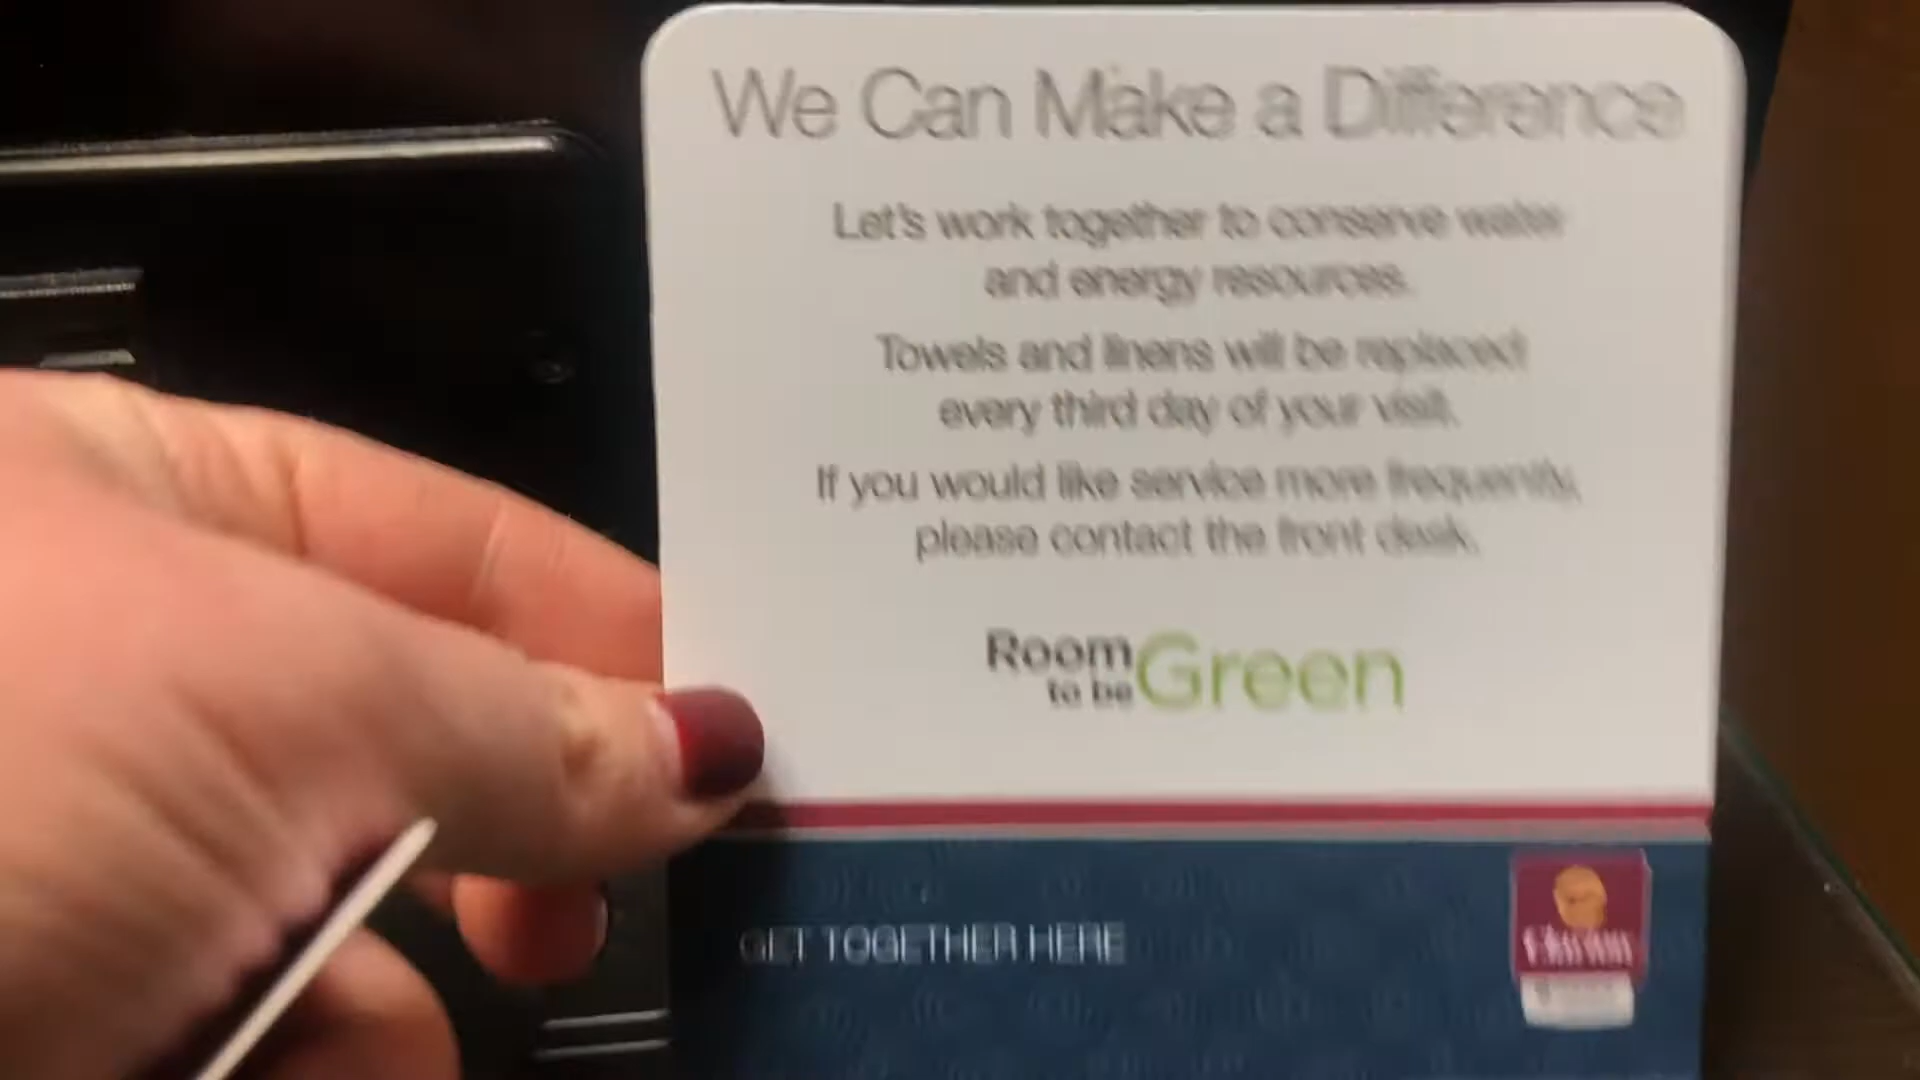 We Can Make a Difference
Let's work together to conserve water
and energy resources.
Towels and linens will be replaced
every third day of your visit.
If you would like service more frequently,
please contact the front desk.
Room
to be Green
GET TOGETHER HERE
Clarion